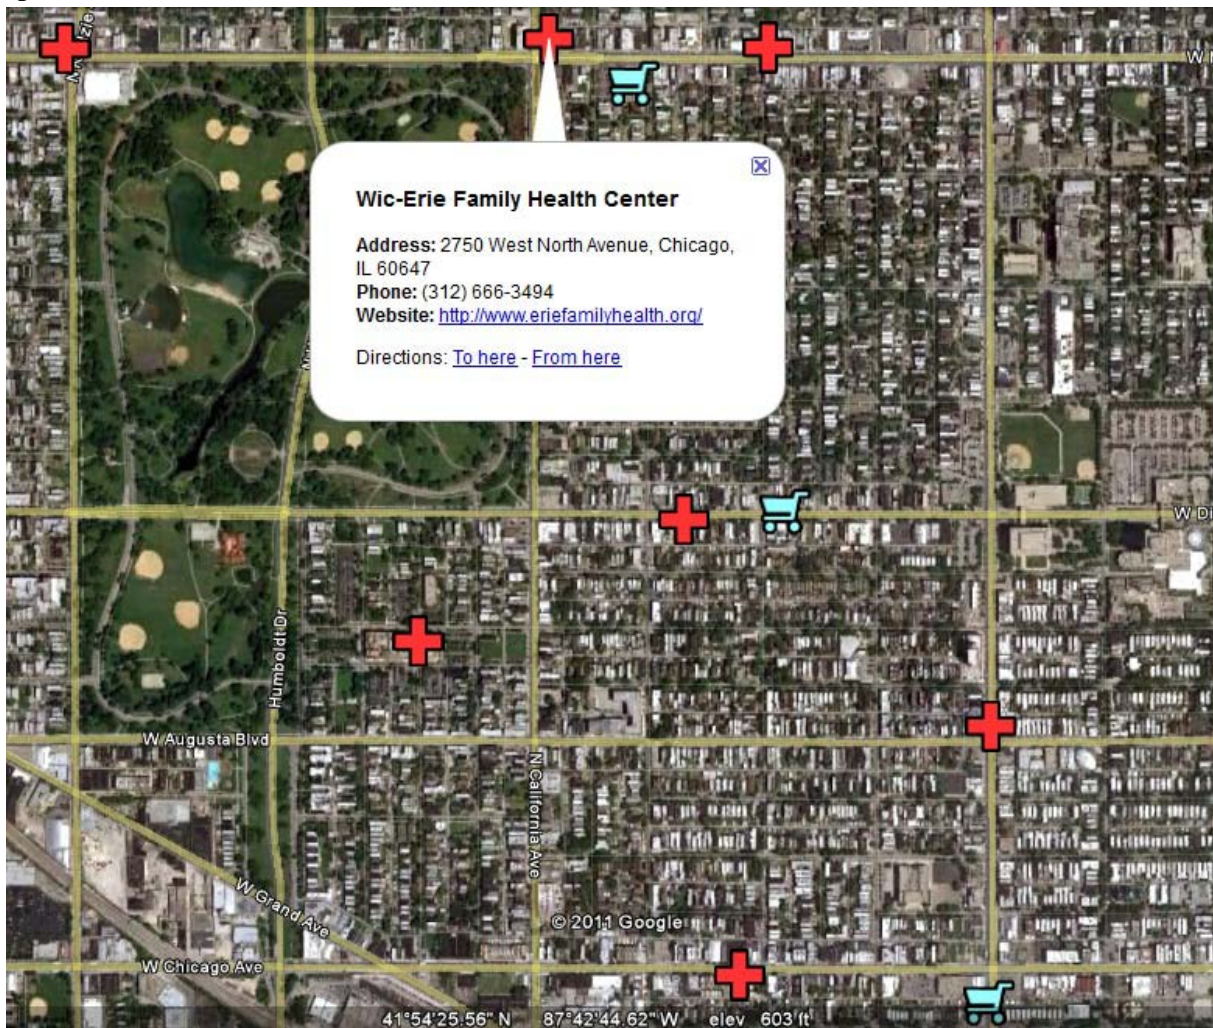 W
Wic-Erie Family Health Center
Address: 2750 West North Avenue, Chicago,
IL 60647
Phone: (312) 666-3494
Website: http://www.eriefamilyhealth.org/
Directions: To here - From here
W Di
Humboldt Dr
W Augusta Blvd
N California Ave
W Grand Ave
© 2011 Google
W Chicago Ave
41°54'25.56" N 87°42'44.62" W elev 603 ft